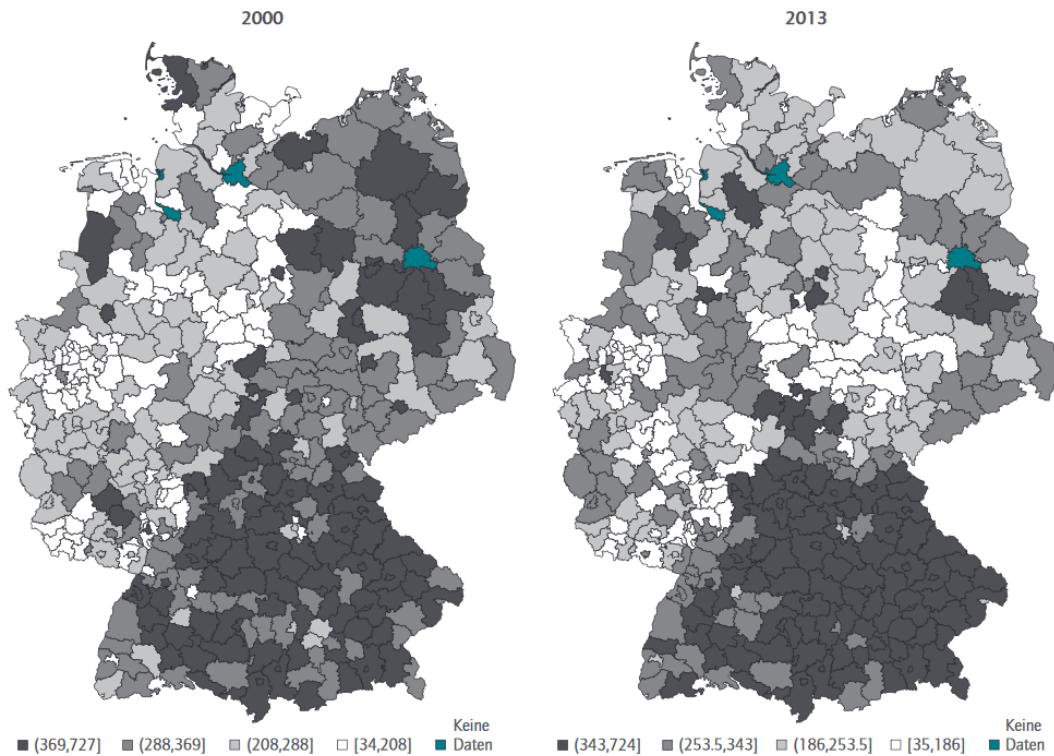 2000
2013
(369,727] (288,369] (208,288] [34,208] Keine Daten
(343,724] (253.5,343] (186,253.5] [35,186] Keine Daten